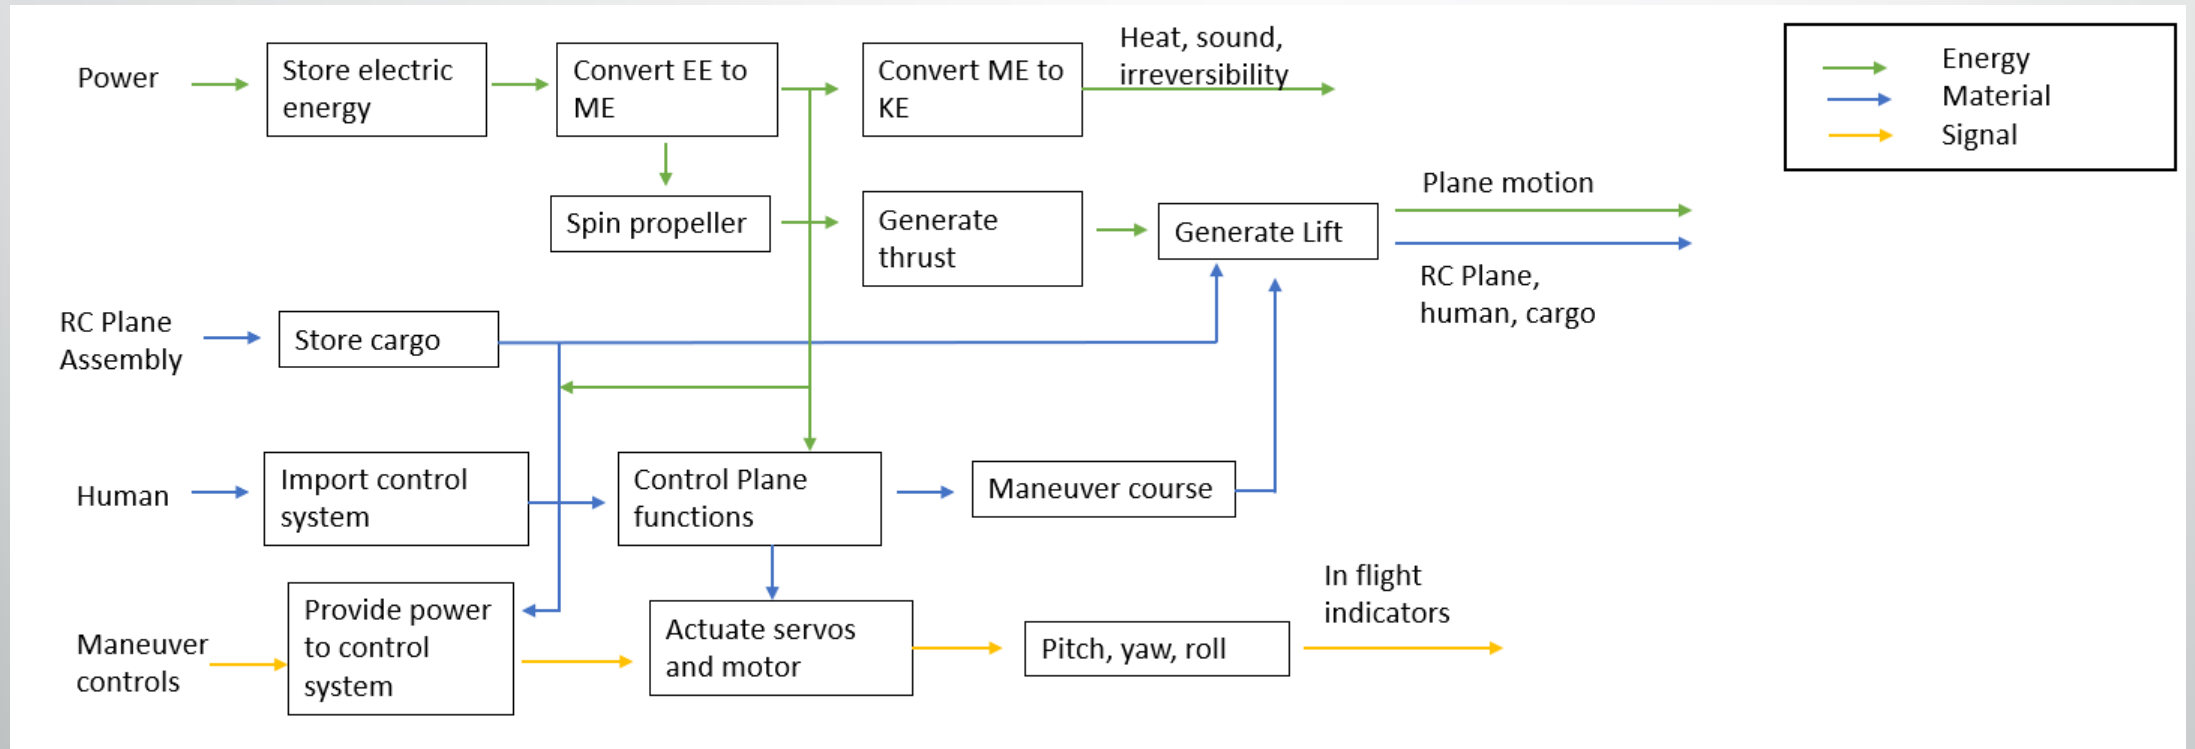 Power
Store electric
energy
Convert EE to
ME
Convert ME to
KE
Heat, sound,
irreversibility
Energy
Material
Signal
Spin propeller
Generate
thrust
Generate Lift
Plane motion
RC Plane,
human, cargo
RC Plane
Assembly
Store cargo
Human
Import control
system
Control Plane
functions
Maneuver course
Maneuver
controls
Provide power
to control
system
Actuate servos
and motor
Pitch, yaw, roll
In flight
indicators